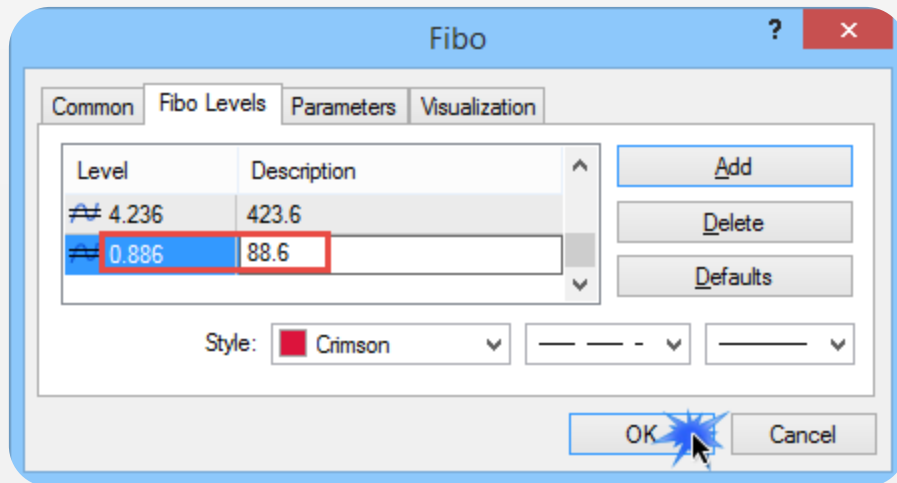 Fibo ? ×
Common Fibo Levels Parameters Visualization
Level Description
4.236 423.6
0.886 88.6
Add
Delete
Defaults
Style: Crimson
OK Cancel